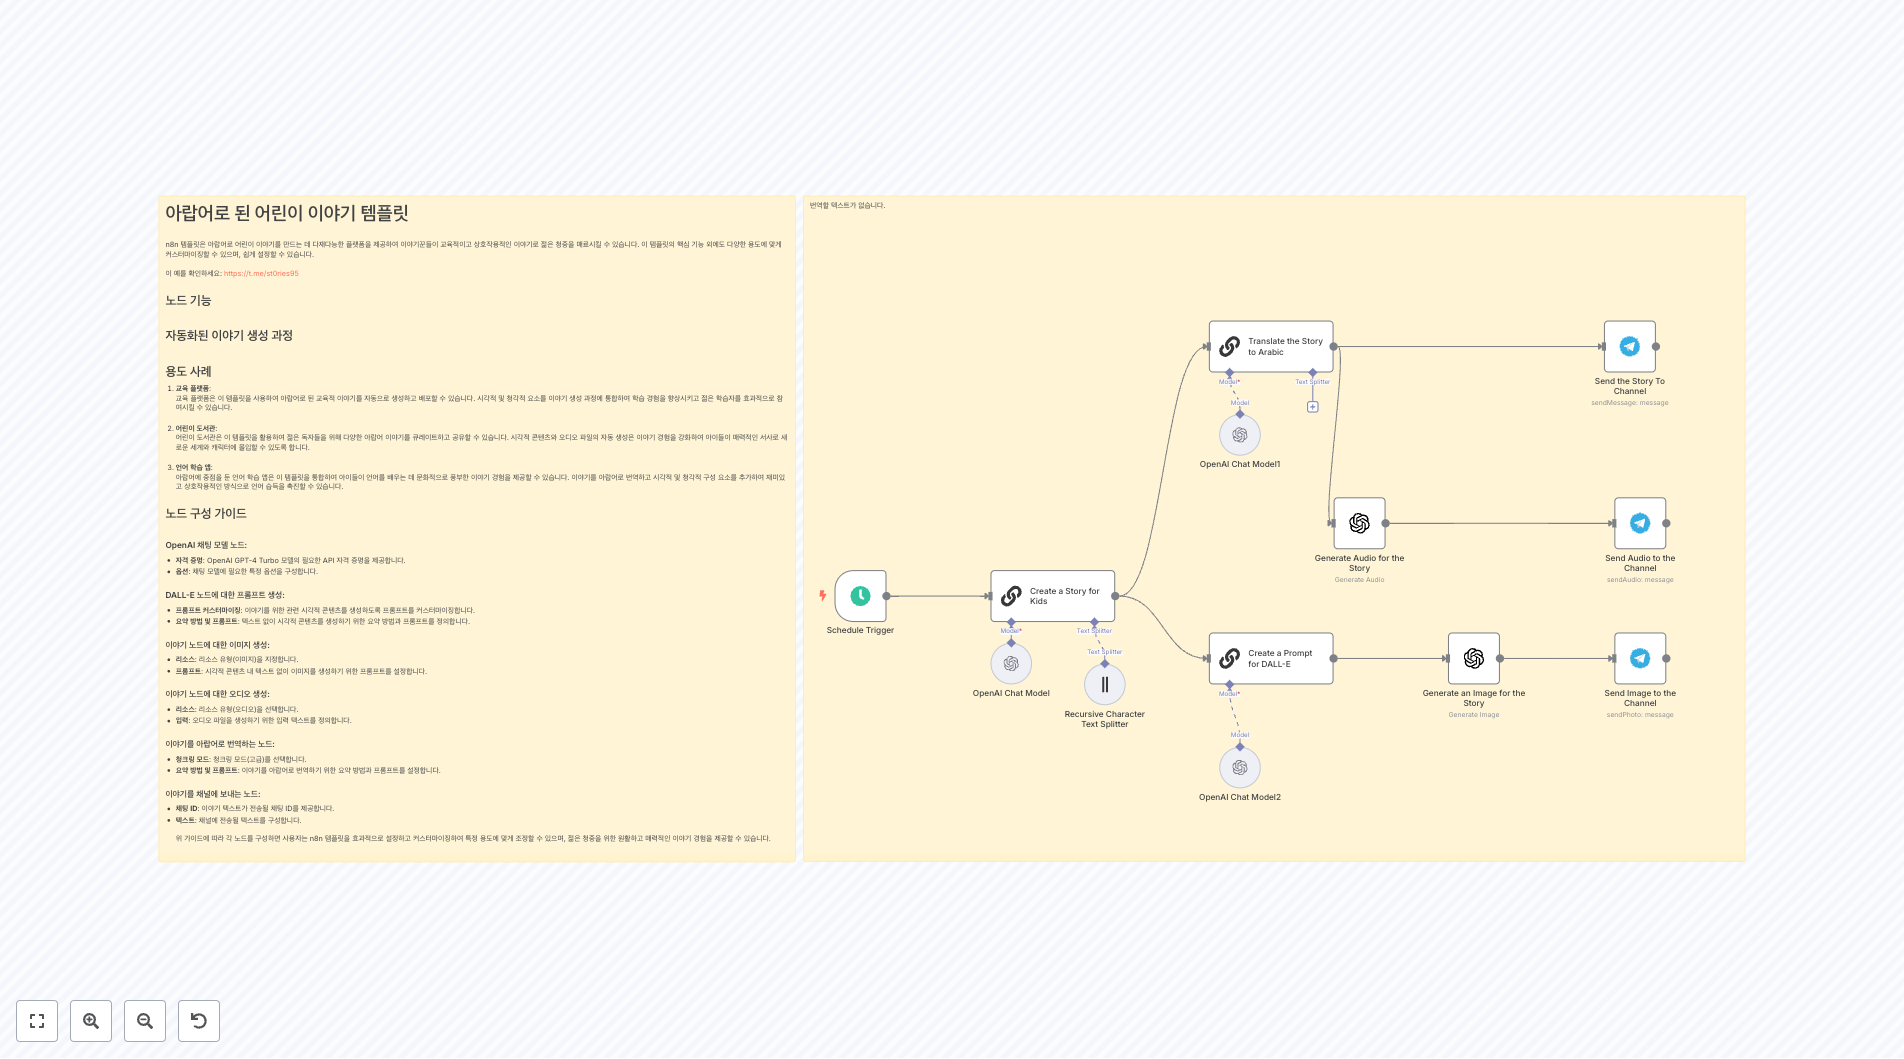 아랍어로 된 어린이 이야기 템플릿
n8n 템플릿은 아랍어로 어린이 이야기를 만드는 데 다재다능한 플랫폼을 제공하여 이야기꾼들이 교육적이고 상호작용적인 이야기로 젊은 청중을 매료시킬 수 있습니다. 이 템플릿의 핵심 기능 외에도 다양한 용도에 맞게
커스터마이징할 수 있으며, 쉽게 설정할 수 있습니다.
이 예를 확인하세요: https://t.me/st0ries95
노드 기능
자동화된 이야기 생성 과정
용도 사례
1. 교육 플랫폼:
교육 플랫폼은 이 템플릿을 사용하여 아랍어로 된 교육적 이야기를 자동으로 생성하고 배포할 수 있습니다. 시각적 및 청각적 요소를 이야기 생성 과정에 통합하여 학습 경험을 향상시키고 젊은 학습자를 효과적으로 참
여시킬 수 있습니다.
2. 어린이 도서관:
어린이 도서관은 이 템플릿을 활용하여 젊은 독자들을 위해 다양한 아랍어 이야기를 큐레이트하고 공유할 수 있습니다. 시각적 콘텐츠와 오디오 파일의 자동 생성은 이야기 경험을 강화하여 아이들이 매력적인 서사로 새
로운 세계와 캐릭터에 몰입할 수 있도록 합니다.
3. 언어 학습 앱:
아랍어에 중점을 둔 언어 학습 앱은 이 템플릿을 통합하여 아이들이 언어를 배우는 데 문화적으로 풍부한 이야기 경험을 제공할 수 있습니다. 이야기를 아랍어로 번역하고 시각적 및 청각적 구성 요소를 추가하여 재미있
고 상호작용적인 방식으로 언어 습득을 촉진할 수 있습니다.
노드 구성 가이드
OpenAI 채팅 모델 노드:
• 자격 증명: OpenAI GPT-4 Turbo 모델의 필요한 API 자격 증명을 제공합니다.
• 옵션: 채팅 모델에 필요한 특정 옵션을 구성합니다.
DALL-E 노드에 대한 프롬프트 생성:
• 프롬프트 커스터마이징: 이야기를 위한 관련 시각적 콘텐츠를 생성하도록 프롬프트를 커스터마이징합니다.
• 요약 방법 및 프롬프트: 텍스트 없이 시각적 콘텐츠를 생성하기 위한 요약 방법과 프롬프트를 정의합니다.
이야기 노드에 대한 이미지 생성:
• 리소스: 리소스 유형(이미지)을 지정합니다.
• 프롬프트: 시각적 콘텐츠 내 텍스트 없이 이미지를 생성하기 위한 프롬프트를 설정합니다.
이야기 노드에 대한 오디오 생성:
• 리소스: 리소스 유형(오디오)을 선택합니다.
• 입력: 오디오 파일을 생성하기 위한 입력 텍스트를 정의합니다.
이야기를 아랍어로 번역하는 노드:
• 청크링 모드: 청크링 모드(고급)를 선택합니다.
• 요약 방법 및 프롬프트: 이야기를 아랍어로 번역하기 위한 요약 방법과 프롬프트를 설정합니다.
이야기를 채널에 보내는 노드:
• 채팅 ID: 이야기 텍스트가 전송될 채팅 ID를 제공합니다.
• 텍스트: 채널에 전송될 텍스트를 구성합니다.
위 가이드에 따라 각 노드를 구성하면 사용자는 n8n 템플릿을 효과적으로 설정하고 커스터마이징하여 특정 용도에 맞게 조정할 수 있으며, 젊은 청중을 위한 원활하고 매력적인 이야기 경험을 제공할 수 있습니다.
번역할 텍스트가 없습니다.
Translate the Story
to Arabic
Model*
Text Splitter
Model
OpenAI Chat Model1
Send the Story To
Channel
sendMessage: message
Generate Audio for the
Story
Generate Audio
Send Audio to the
Channel
sendAudio: message
Schedule Trigger
Create a Story for
Kids
Model*
Text Splitter
Text Splitter
OpenAI Chat Model
Recursive Character
Text Splitter
Create a Prompt
for DALL-E
Model*
Model
OpenAI Chat Model2
Generate an Image for the
Story
Generate Image
Send Image to the
Channel
sendPhoto: message